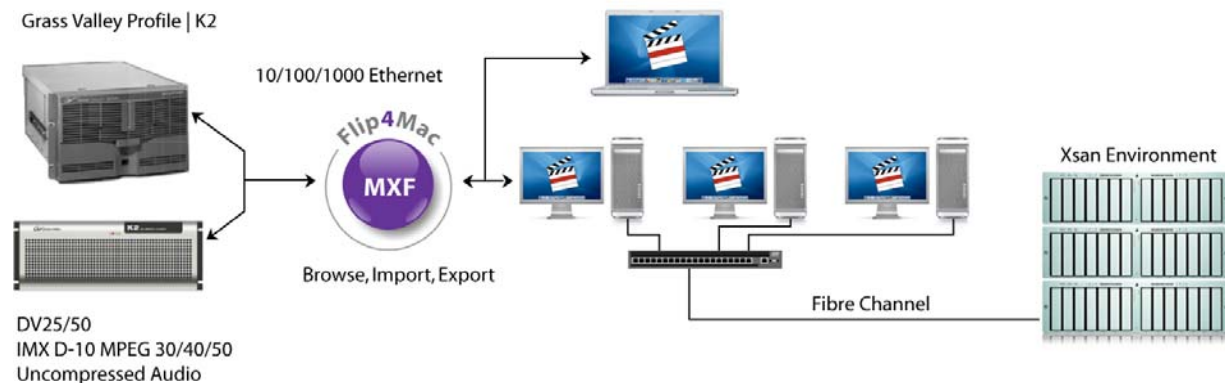 Grass Valley Profile | K2
10/100/1000 Ethernet
Flip4Mac
MXF
Browse, Import, Export
Xsan Environment
K2
Fibre Channel
DV25/50
IMX D-10 MPEG 30/40/50
Uncompressed Audio